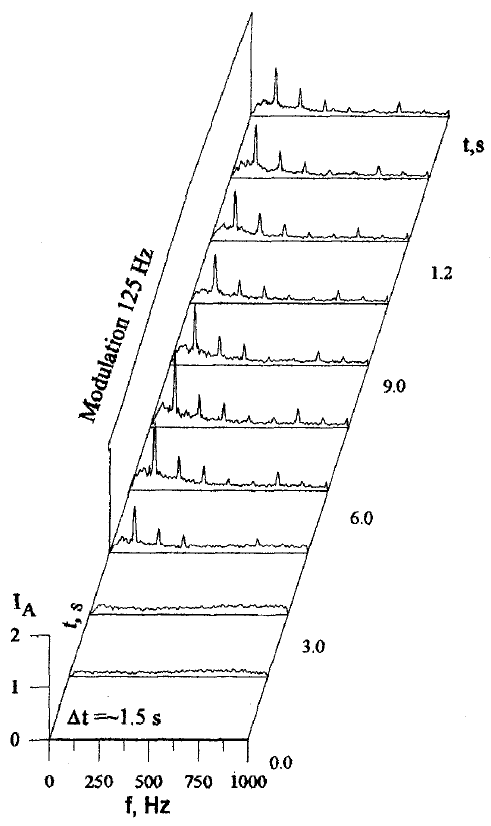 t,s
1.2
Modulation 125 Hz
9.0
6.0
I_A
t, s
3.0
2
1
Δt =~1.5 s
0
0.0
0 250 500 750 1000
f, Hz